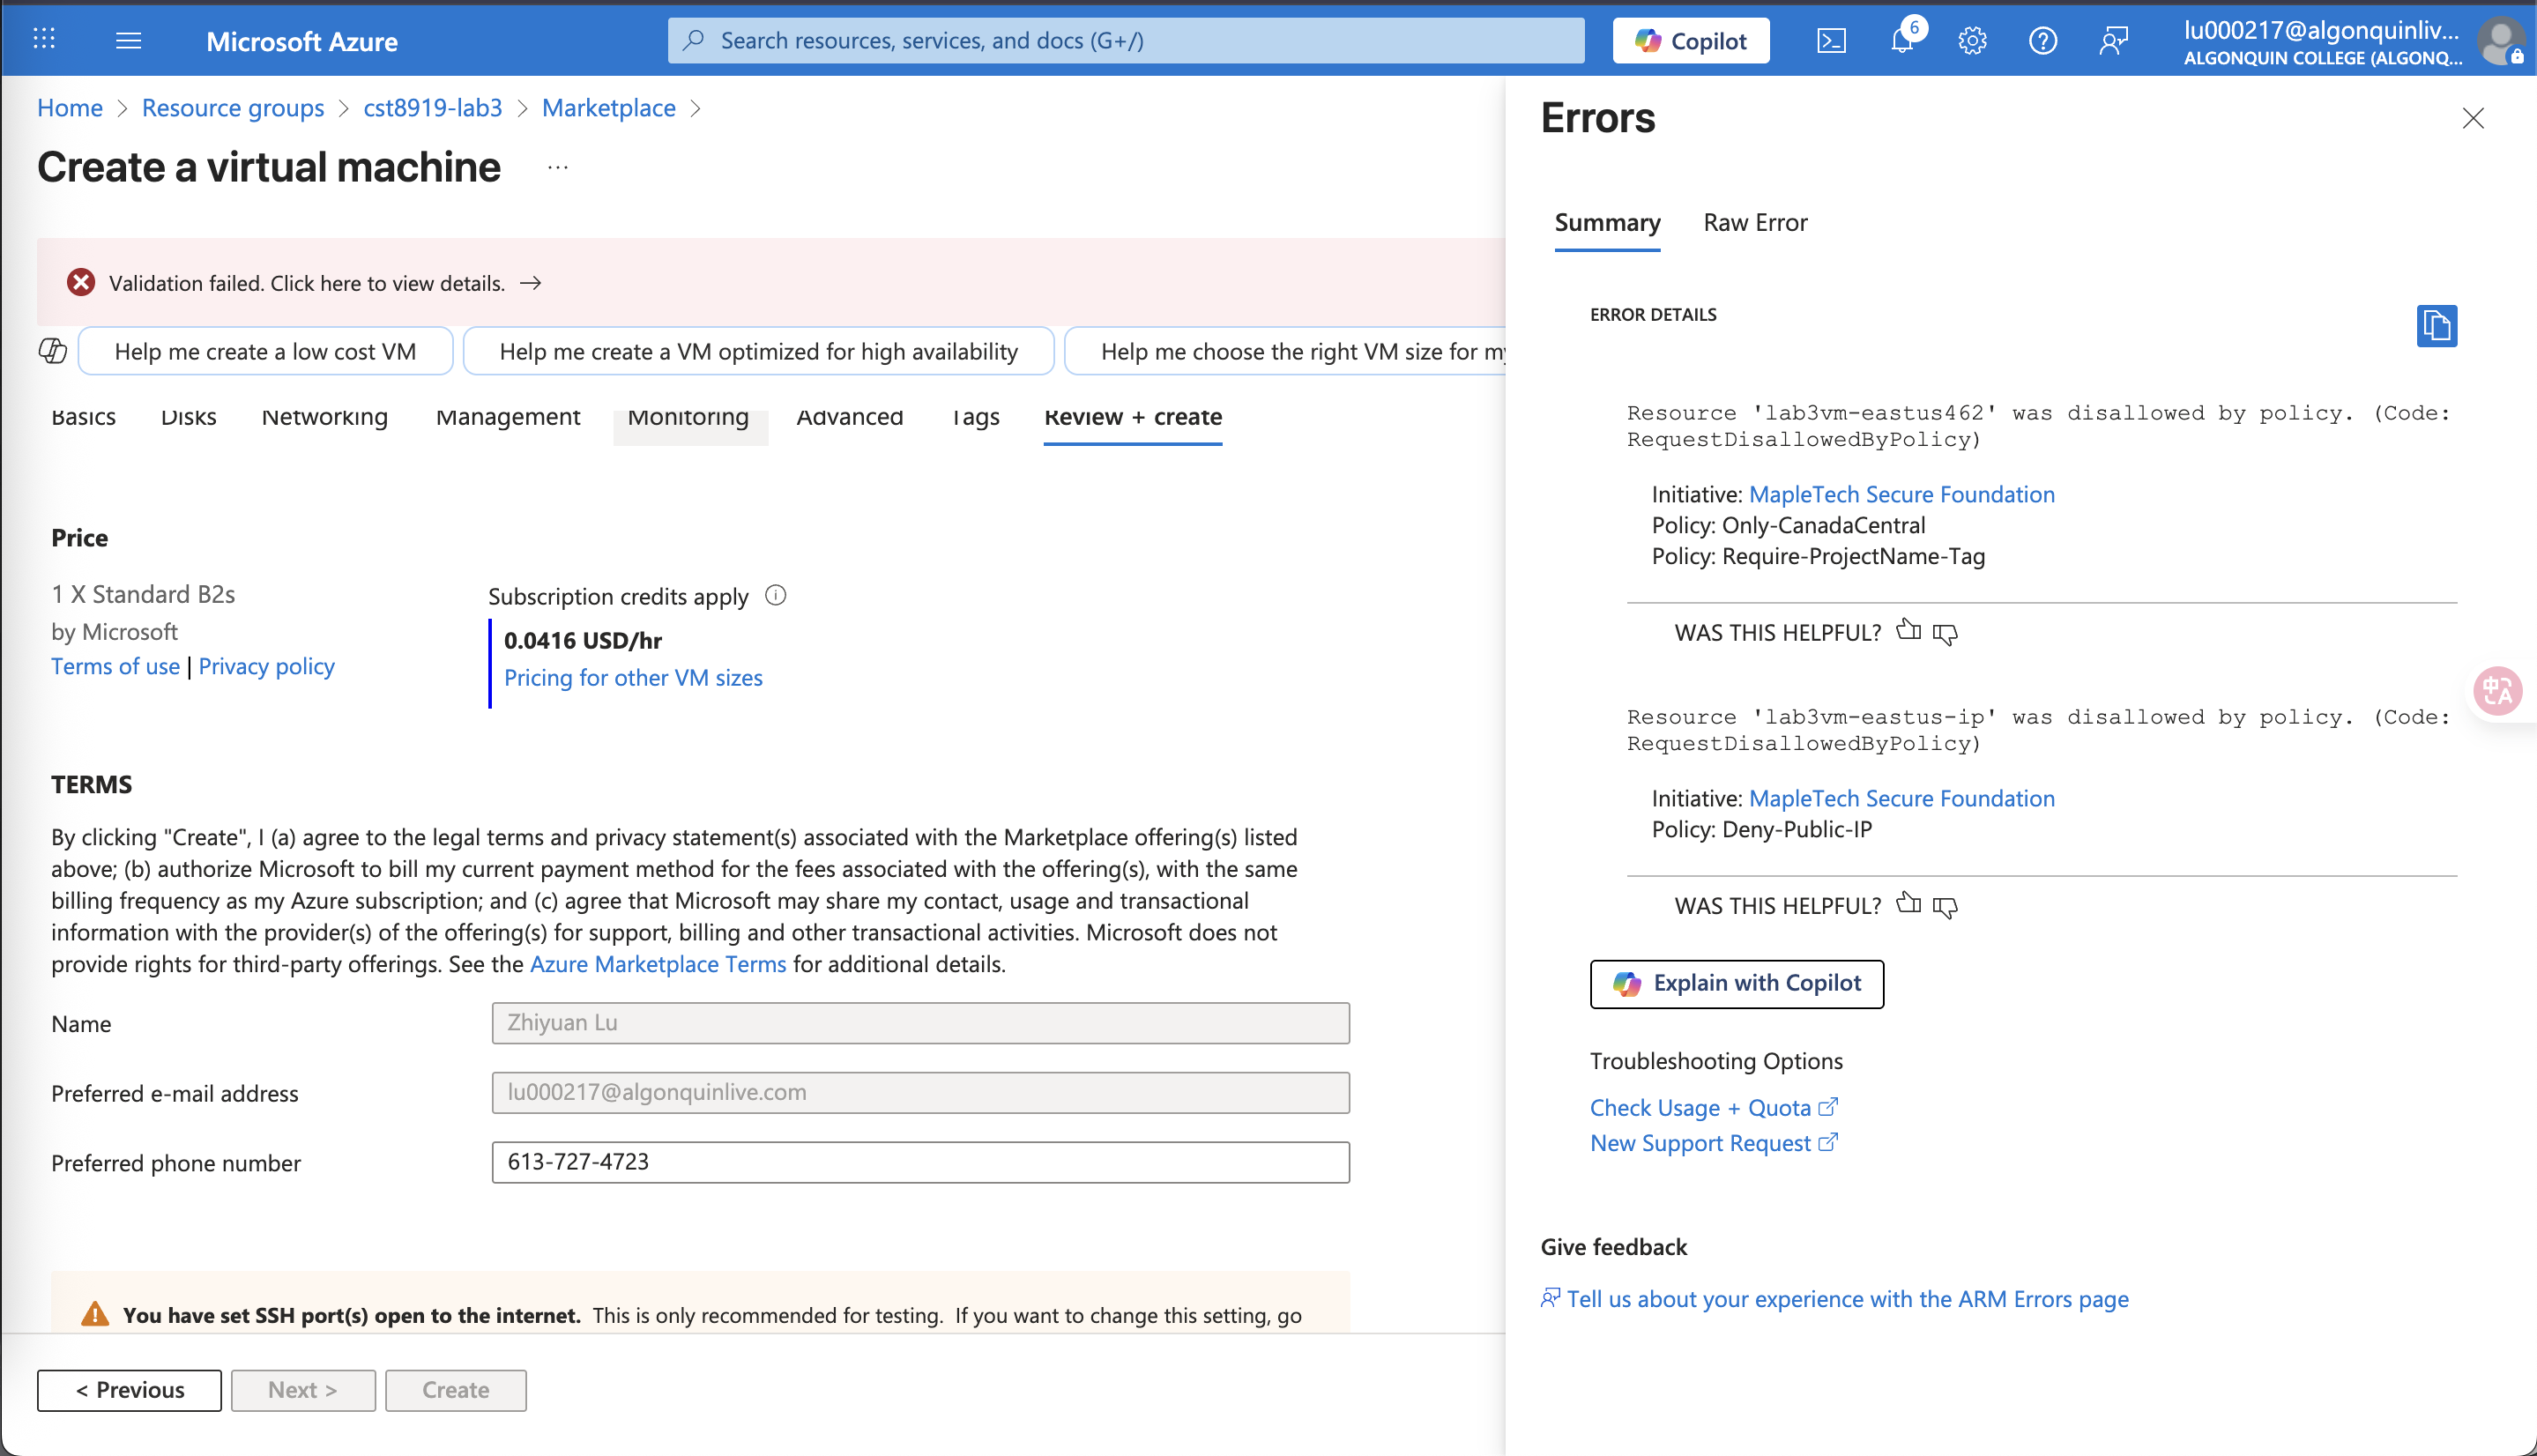 Microsoft Azure
Search resources, services, and docs (G+/)
Copilot
6
lu000217@algonquinliv...
ALGONQUIN COLLEGE (ALGONQ...
Home > Resource groups > cst8919-lab3 > Marketplace >
Create a virtual machine ...
Validation failed. Click here to view details. →
Help me create a low cost VM
Help me create a VM optimized for high availability
Help me choose the right VM size for my
Basics
Disks
Networking
Management
Monitoring
Advanced
Tags
Review + create
Price
1 X Standard B2s
by Microsoft
Terms of use | Privacy policy
Subscription credits apply
0.0416 USD/hr
Pricing for other VM sizes
TERMS
By clicking "Create", I (a) agree to the legal terms and privacy statement(s) associated with the Marketplace offering(s) listed
above; (b) authorize Microsoft to bill my current payment method for the fees associated with the offering(s), with the same
billing frequency as my Azure subscription; and (c) agree that Microsoft may share my contact, usage and transactional
information with the provider(s) of the offering(s) for support, billing and other transactional activities. Microsoft does not
provide rights for third-party offerings. See the Azure Marketplace Terms for additional details.
Name
Zhiyuan Lu
Preferred e-mail address
lu000217@algonquinlive.com
Preferred phone number
613-727-4723
You have set SSH port(s) open to the internet. This is only recommended for testing. If you want to change this setting, go
< Previous
Next >
Create
Errors
Summary
Raw Error
ERROR DETAILS
Resource 'lab3vm-eastus462' was disallowed by policy. (Code:
RequestDisallowedByPolicy)
Initiative: MapleTech Secure Foundation
Policy: Only-CanadaCentral
Policy: Require-ProjectName-Tag
WAS THIS HELPFUL?
Resource 'lab3vm-eastus-ip' was disallowed by policy. (Code:
RequestDisallowedByPolicy)
Initiative: MapleTech Secure Foundation
Policy: Deny-Public-IP
WAS THIS HELPFUL?
Explain with Copilot
Troubleshooting Options
Check Usage + Quota
New Support Request
Give feedback
Tell us about your experience with the ARM Errors page
中A